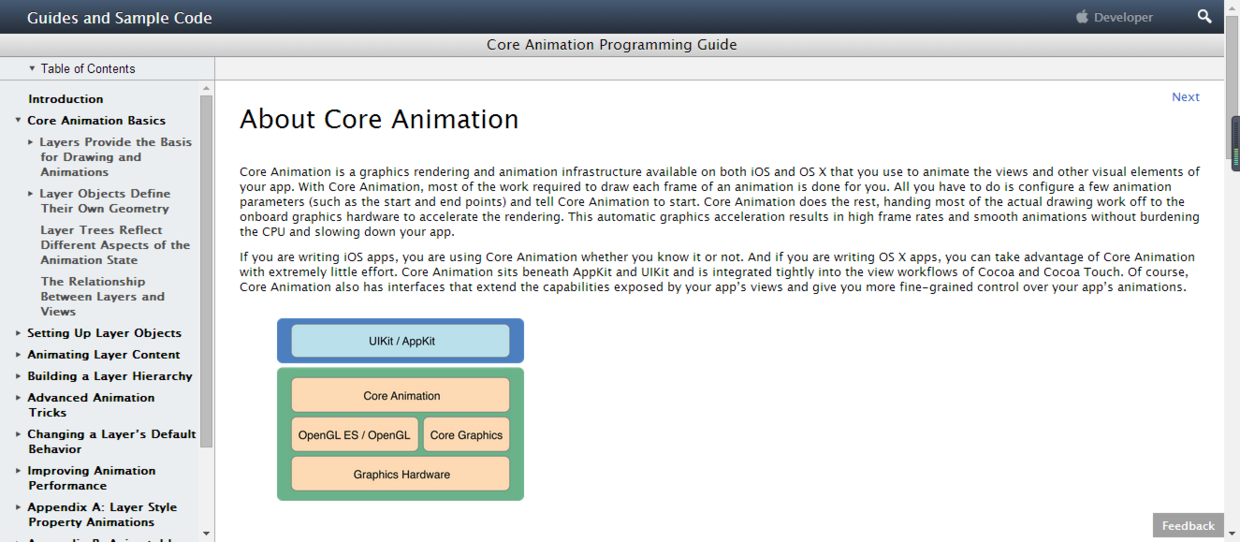 Guides and Sample Code
Developer
Core Animation Programming Guide
Table of Contents
Introduction
Core Animation Basics
Layers Provide the Basis
for Drawing and
Animations
Layer Objects Define
Their Own Geometry
Layer Trees Reflect
Different Aspects of the
Animation State
The Relationship
Between Layers and
Views
Setting Up Layer Objects
Animating Layer Content
Building a Layer Hierarchy
Advanced Animation
Tricks
Changing a Layer's Default
Behavior
Improving Animation
Performance
Appendix A: Layer Style
Property Animations
Next
About Core Animation
Core Animation is a graphics rendering and animation infrastructure available on both iOS and OS X that you use to animate the views and other visual elements of
your app. With Core Animation, most of the work required to draw each frame of an animation is done for you. All you have to do is configure a few animation
parameters (such as the start and end points) and tell Core Animation to start. Core Animation does the rest, handing most of the actual drawing work off to the
onboard graphics hardware to accelerate the rendering. This automatic graphics acceleration results in high frame rates and smooth animations without burdening
the CPU and slowing down your app.
If you are writing iOS apps, you are using Core Animation whether you know it or not. And if you are writing OS X apps, you can take advantage of Core Animation
with extremely little effort. Core Animation sits beneath AppKit and UIKit and is integrated tightly into the view workflows of Cocoa and Cocoa Touch. Of course,
Core Animation also has interfaces that extend the capabilities exposed by your app's views and give you more fine-grained control over your app's animations.
UIKit / AppKit
Core Animation
OpenGL ES / OpenGL
Core Graphics
Graphics Hardware
Feedback